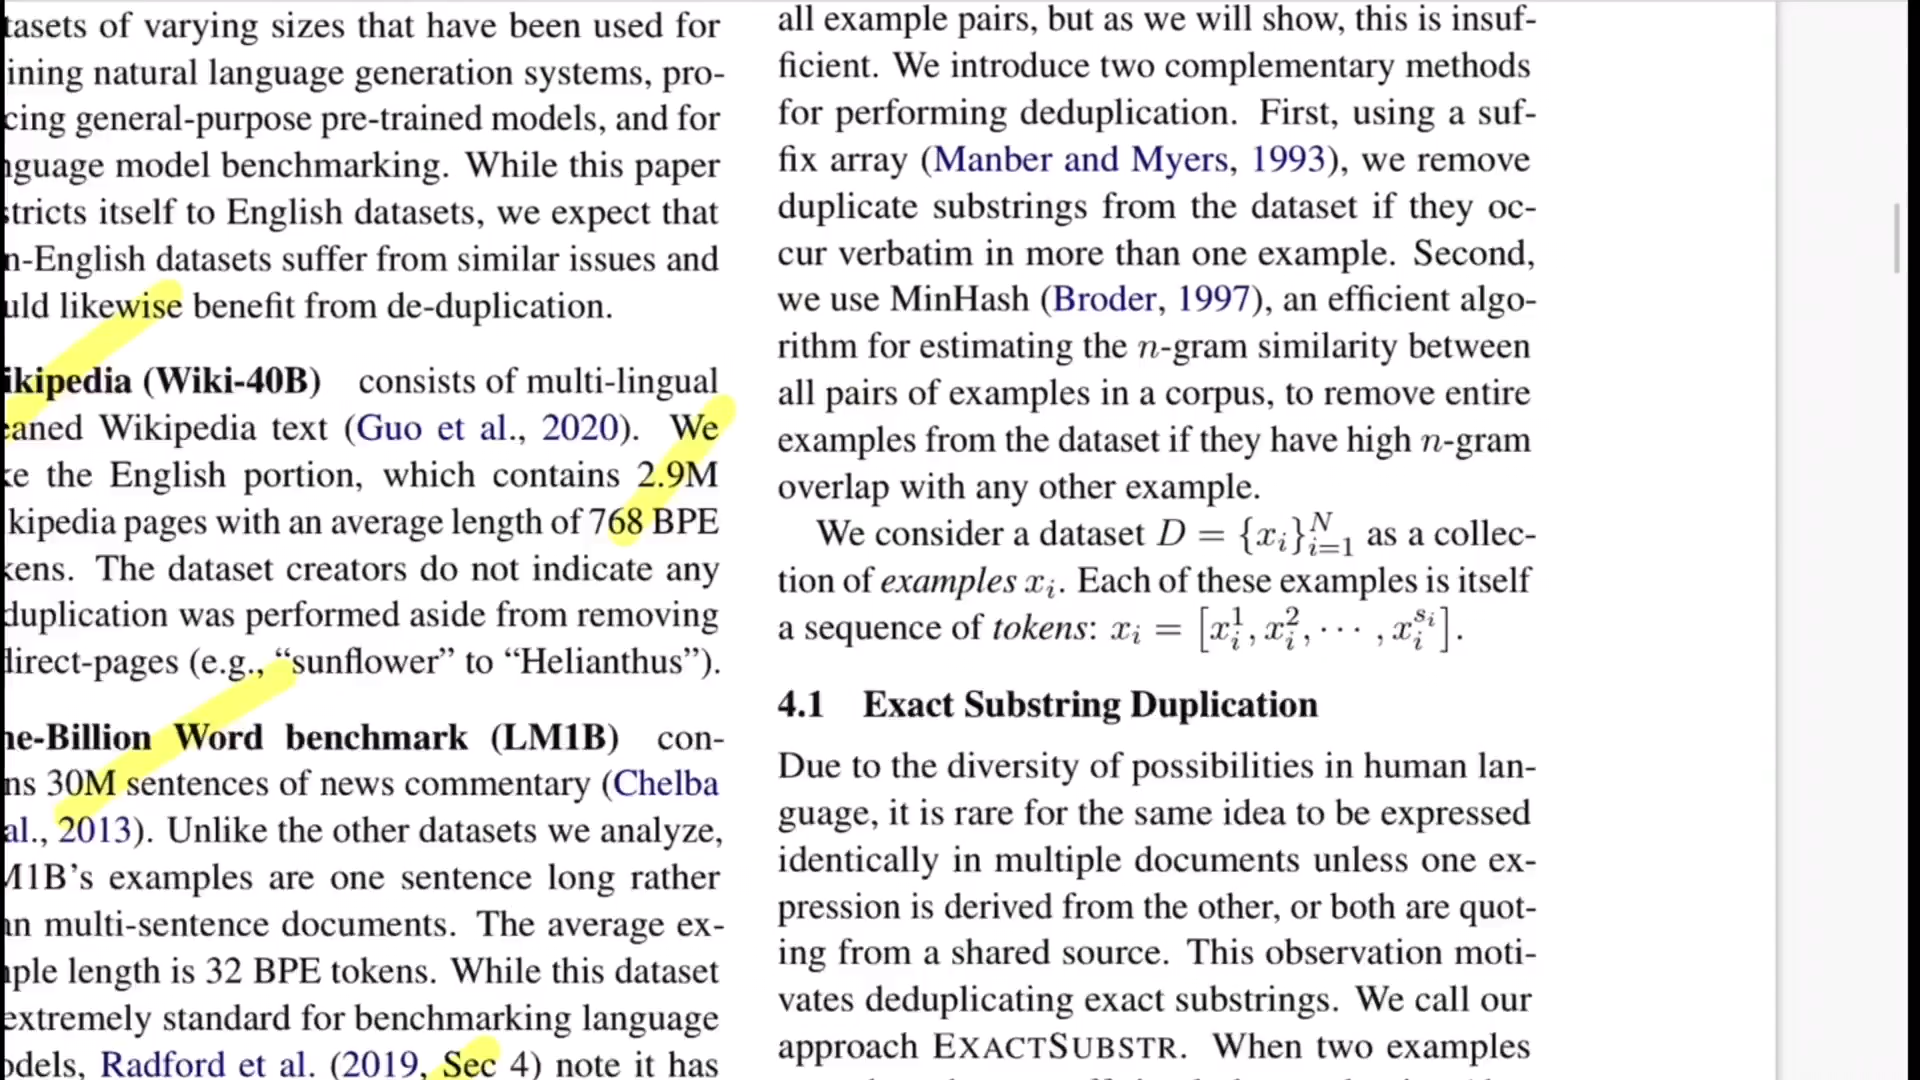 tasets of varying sizes that have been used for
ining natural language generation systems, pro-
cing general-purpose pre-trained models, and for
nguage model benchmarking. While this paper
stricts itself to English datasets, we expect that
n-English datasets suffer from similar issues and
uld likewise benefit from de-duplication.
ikipedia (Wiki-40B) consists of multi-lingual
eaned Wikipedia text (Guo et al., 2020). We
ke the English portion, which contains 2.9M
kipedia pages with an average length of 768 BPE
kens. The dataset creators do not indicate any
duplication was performed aside from removing
direct-pages (e.g., “sunflower” to “Helianthus”).
ne-Billion Word benchmark (LM1B) con-
ns 30M sentences of news commentary (Chelba
al., 2013). Unlike the other datasets we analyze,
M1B’s examples are one sentence long rather
an multi-sentence documents. The average ex-
mple length is 32 BPE tokens. While this dataset
extremely standard for benchmarking language
odels, Radford et al. (2019, Sec 4) note it has
all example pairs, but as we will show, this is insuf-
ficient. We introduce two complementary methods
for performing deduplication. First, using a suf-
fix array (Manber and Myers, 1993), we remove
duplicate substrings from the dataset if they oc-
cur verbatim in more than one example. Second,
we use MinHash (Broder, 1997), an efficient algo-
rithm for estimating the n-gram similarity between
all pairs of examples in a corpus, to remove entire
examples from the dataset if they have high n-gram
overlap with any other example.
We consider a dataset D = {x_i}_{i=1}^N as a collec-
tion of examples x_i. Each of these examples is itself
a sequence of tokens: x_i = [x_i^1, x_i^2, ⋯ , x_i^{s_i}].
4.1 Exact Substring Duplication
Due to the diversity of possibilities in human lan-
guage, it is rare for the same idea to be expressed
identically in multiple documents unless one ex-
pression is derived from the other, or both are quot-
ing from a shared source. This observation moti-
vates deduplicating exact substrings. We call our
approach EXACTSUBSTR. When two examples